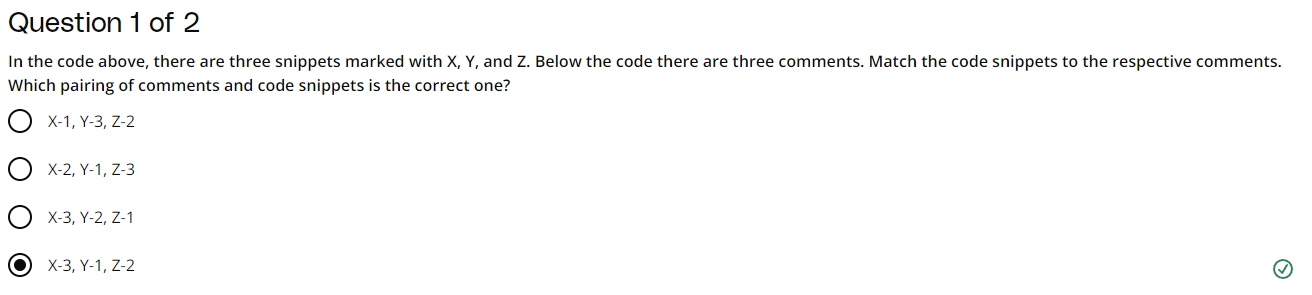 Question 1 of 2
In the code above, there are three snippets marked with X, Y, and Z. Below the code there are three comments. Match the code snippets to the respective comments.
Which pairing of comments and code snippets is the correct one?
X-1, Y-3, Z-2
X-2, Y-1, Z-3
X-3, Y-2, Z-1
X-3, Y-1, Z-2